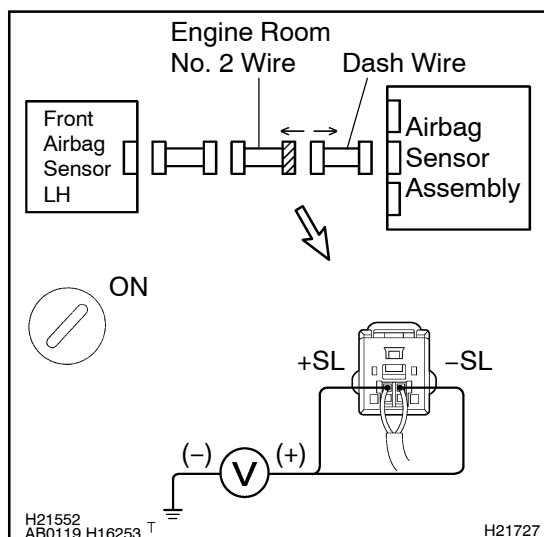 Engine Room
No. 2 Wire
Dash Wire
Front
Airbag
Sensor
LH
Airbag
Sensor
Assembly
ON
+SL
−SL
(−)
V
(+)
H21552
AB0119 H16253 T
H21727